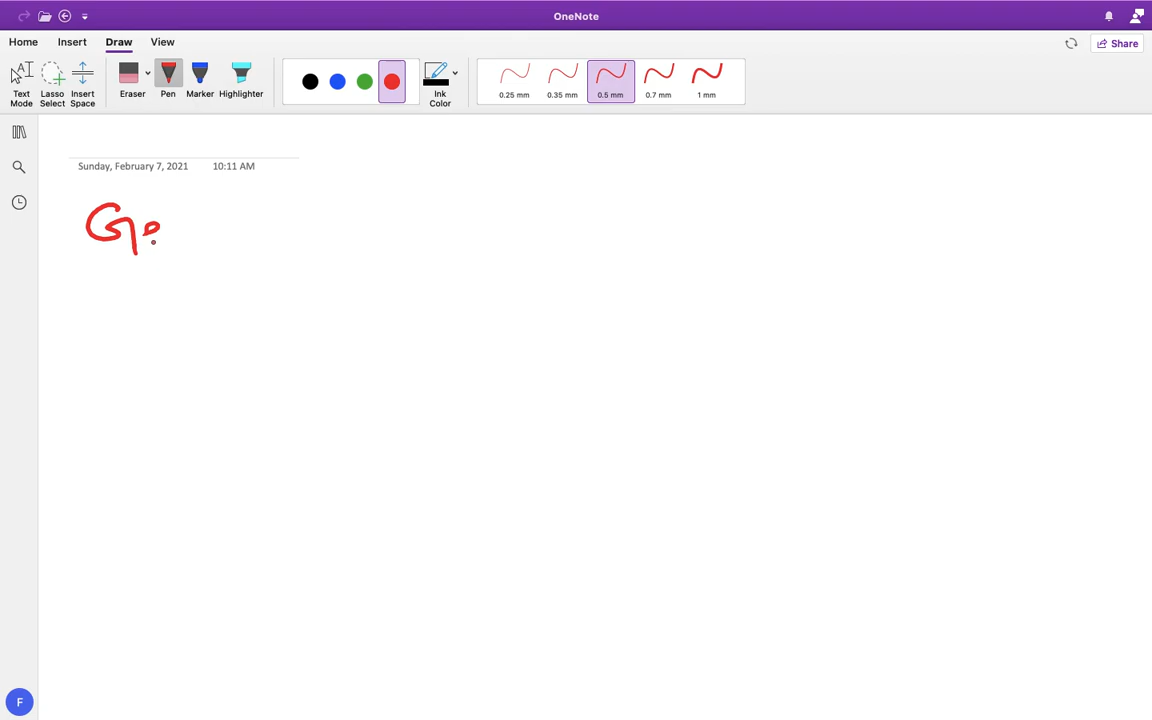 OneNote
Home Insert Draw View
Share
Text Mode
Lasso Select
Insert Space
Eraser
Pen
Marker
Highlighter
Ink Color
0.25 mm
0.35 mm
0.5 mm
0.7 mm
1 mm
Sunday, February 7, 2021 10:11 AM
F